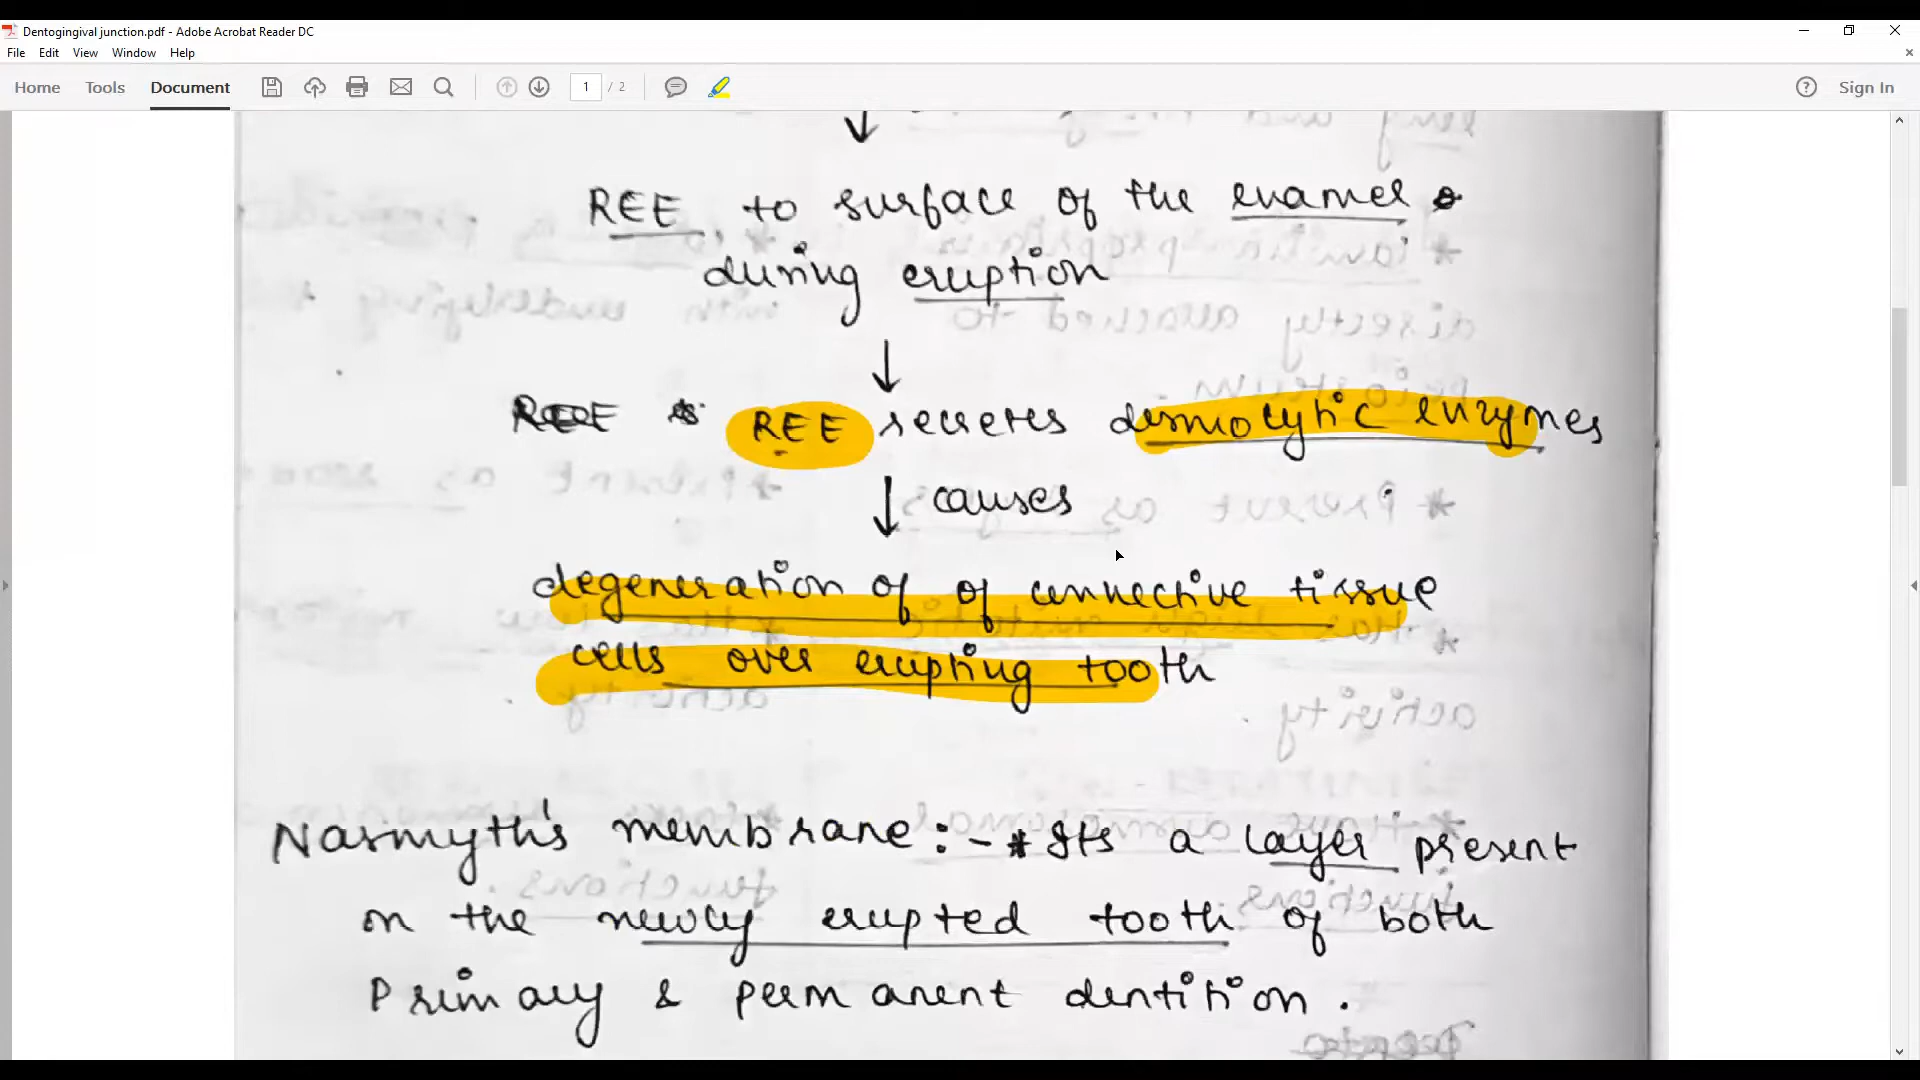 Dentogingival junction.pdf - Adobe Acrobat Reader DC
File Edit View Window Help
Home Tools Document 1 / 2 Sign In
REE to surface of the enamel
during eruption
REE secretes desmolytic enzymes
causes
degeneration of of connective tissue
cells over erupting tooth
Nasmyth's membrane:- * Its a layer present
on the newly erupted tooth of both
Primary & permanent dentition.